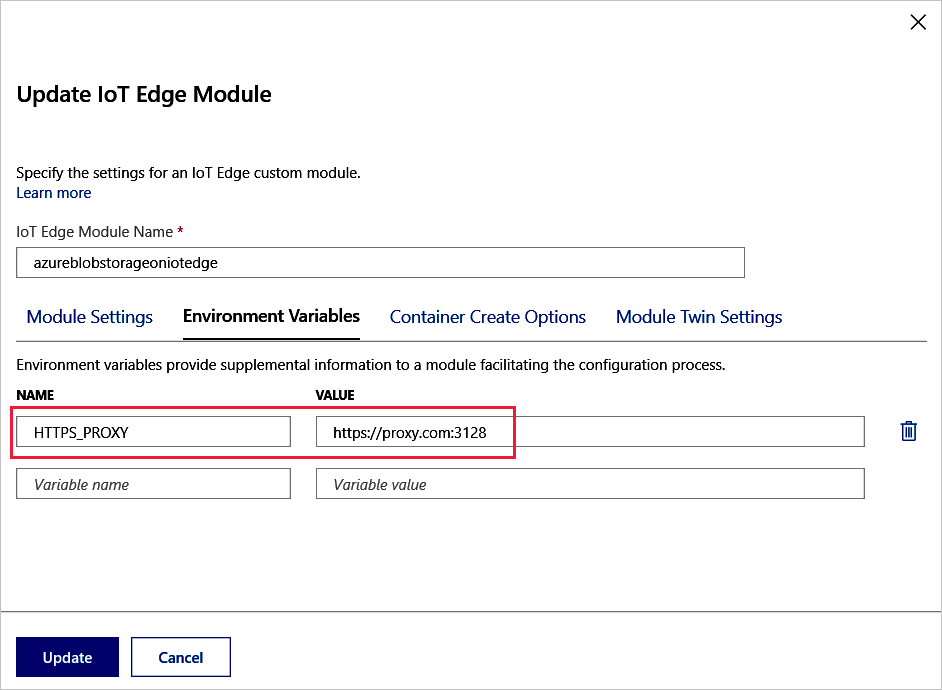 Update IoT Edge Module
Specify the settings for an IoT Edge custom module.
Learn more
IoT Edge Module Name *
azureblobstorageoniotedge
Module Settings Environment Variables Container Create Options Module Twin Settings
Environment variables provide supplemental information to a module facilitating the configuration process.
NAME VALUE
HTTPS_PROXY https://proxy.com:3128
Variable name Variable value
Update Cancel